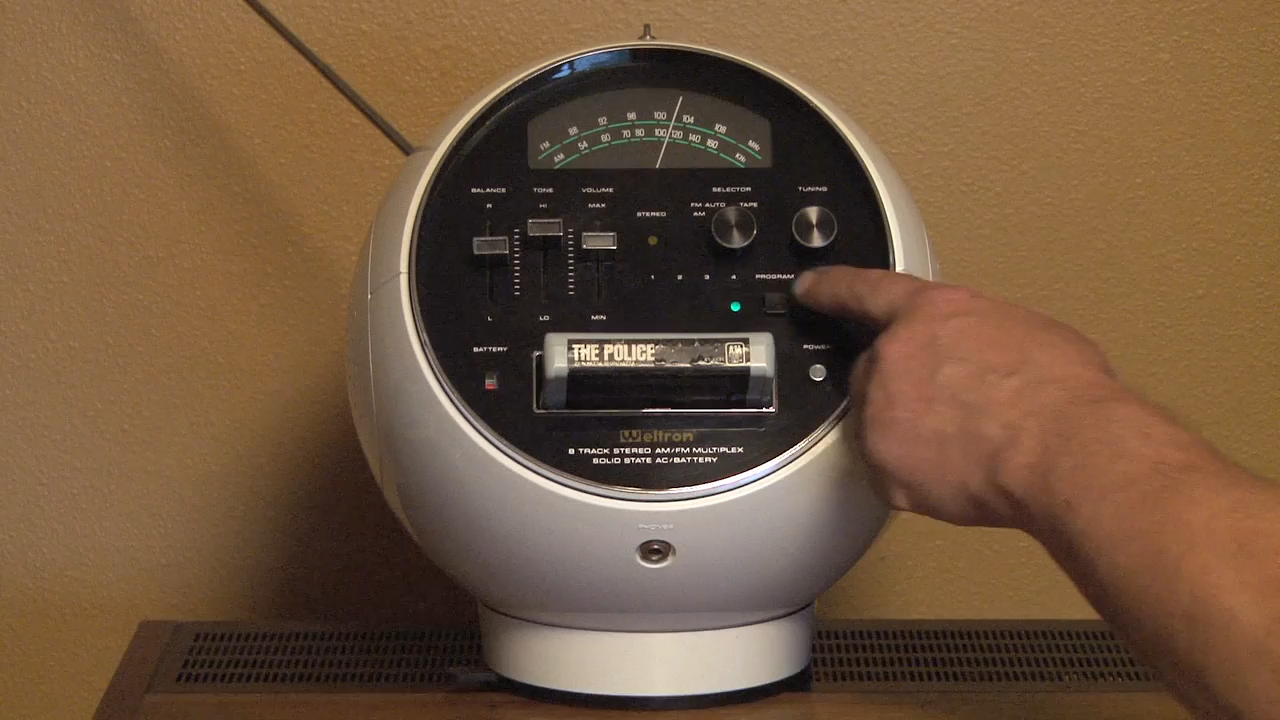 FM 88 92 96 100 104 108 MHz
AM 54 60 70 80 100 120 140 160 KHz
BALANCE TONE VOLUME SELECTOR TUNING
R HI MAX FM AUTO TAPE
STEREO AM
1 2 3 4 PROGRAM
L LO MIN
BATTERY THE POLICE A&M POWER
Weltron
8 TRACK STEREO AM/FM MULTIPLEX
SOLID STATE AC/BATTERY
PHONES